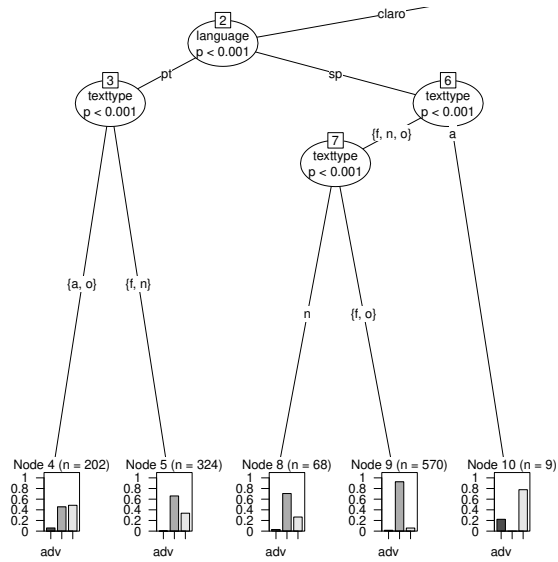 claro
2
language
p < 0.001
pt
sp
3
texttype
p < 0.001
6
texttype
p < 0.001
{f, n, o}
a
7
texttype
p < 0.001
{a, o}
{f, n}
n
{f, o}
Node 4 (n = 202)
1
0.8
0.6
0.4
0.2
0
adv
Node 5 (n = 324)
1
0.8
0.6
0.4
0.2
0
adv
Node 8 (n = 68)
1
0.8
0.6
0.4
0.2
0
adv
Node 9 (n = 570)
1
0.8
0.6
0.4
0.2
0
adv
Node 10 (n = 9)
1
0.8
0.6
0.4
0.2
0
adv